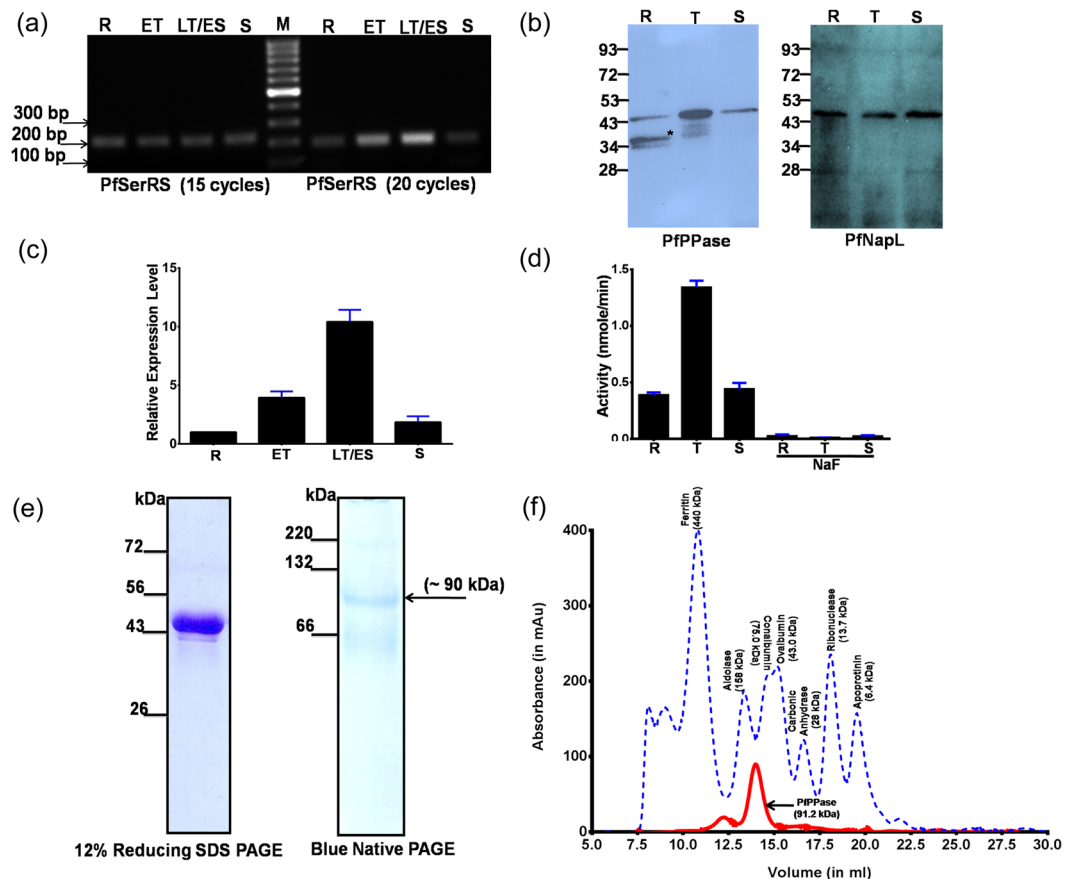 (a)
R ET LT/ES S M R ET LT/ES S
300 bp
200 bp
100 bp
PfSerRS (15 cycles) PfSerRS (20 cycles)
(b)
R T S R T S
93 93
72 72
53 53
43 43
*
34 34
28 28
PfPPase PfNapL
(c)
Relative Expression Level
15
10
5
0
R ET LT/ES S
(d)
Activity (nmole/min)
1.5
1.0
0.5
0.0
R T S R T S
NaF
(e)
kDa kDa
72
56
43
26
220
132
66
(~ 90 kDa)
12% Reducing SDS PAGE Blue Native PAGE
(f)
Absorbance (in mAu)
400
300
200
100
0
Ferritin
(440 kDa)
Aldolase
(158 kDa)
Conalbumin
(75.0 kDa)
Ovalbumin
(43.0 kDa)
Carbonic
Anhydrase
(28 kDa)
Ribonuclease
(13.7 kDa)
Apoprotinin
(6.4 kDa)
PfPPase
(91.2 kDa)
5.0 7.5 10.0 12.5 15.0 17.5 20.0 22.5 25.0 27.5 30.0
Volume (in ml)